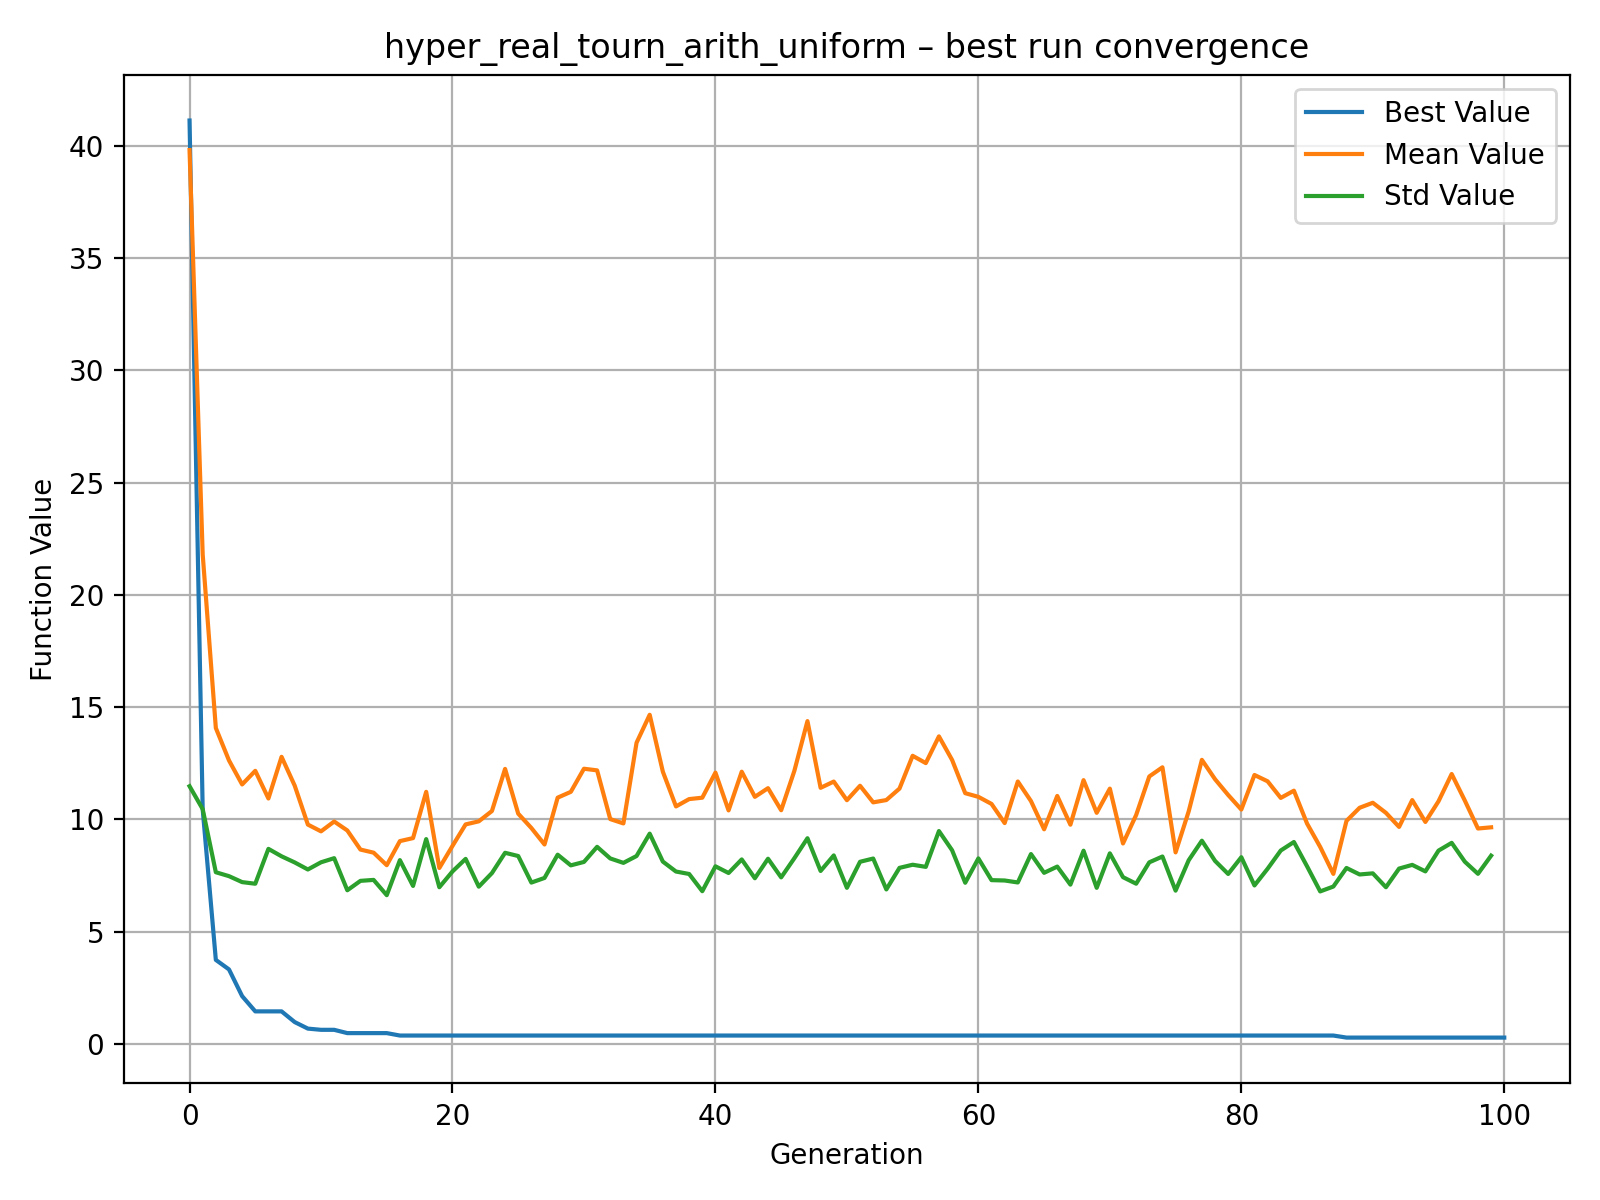 hyper_real_tourn_arith_uniform – best run convergence
Best Value
Mean Value
Std Value
Function Value
40
35
30
25
20
15
10
5
0
0 20 40 60 80 100
Generation